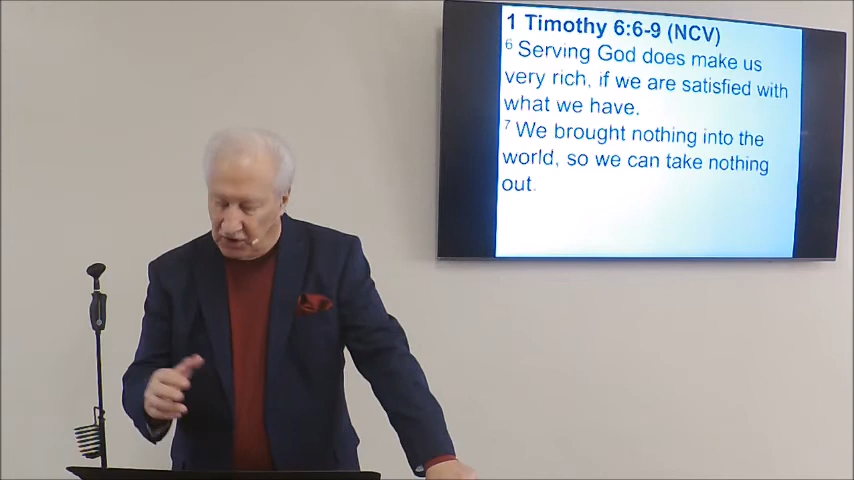 1 Timothy 6:6-9 (NCV)
6 Serving God does make us
very rich, if we are satisfied with
what we have.
7 We brought nothing into the
world, so we can take nothing
out.